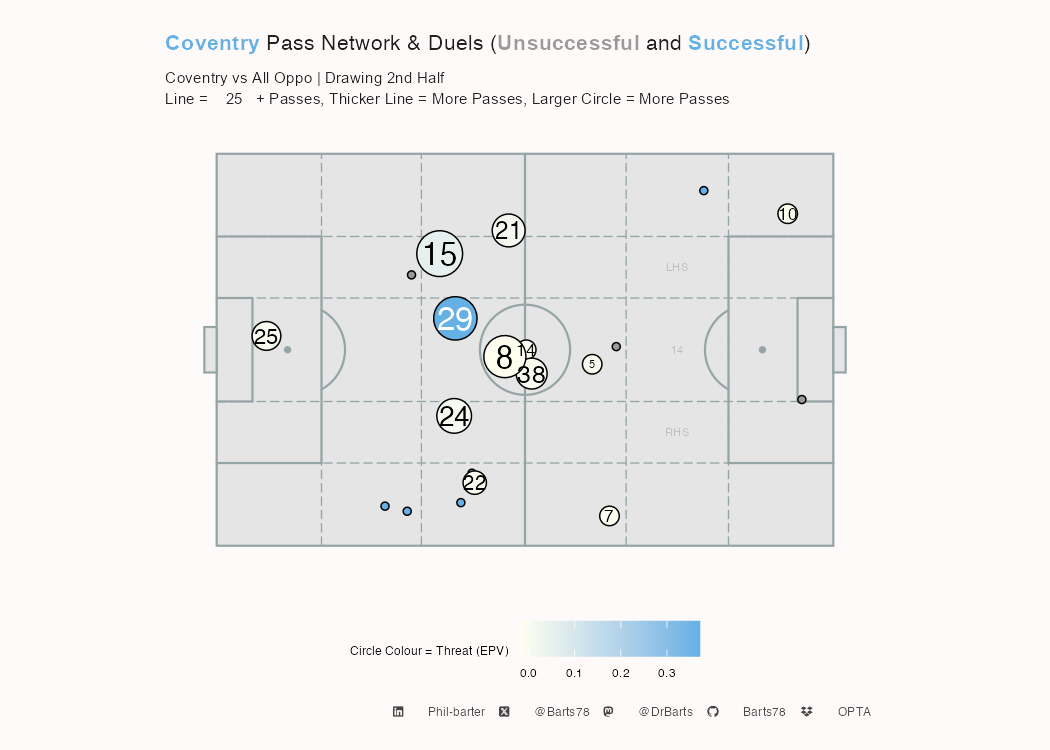 Coventry Pass Network & Duels (Unsuccessful and Successful)
Coventry vs All Oppo | Drawing 2nd Half
Line = 25 + Passes, Thicker Line = More Passes, Larger Circle = More Passes
10
21
15
LHS
29
25
14
14
8
5
38
24
RHS
22
7
Circle Colour = Threat (EPV)
0.0 0.1 0.2 0.3
Phil-barter @Barts78 @DrBarts Barts78 OPTA